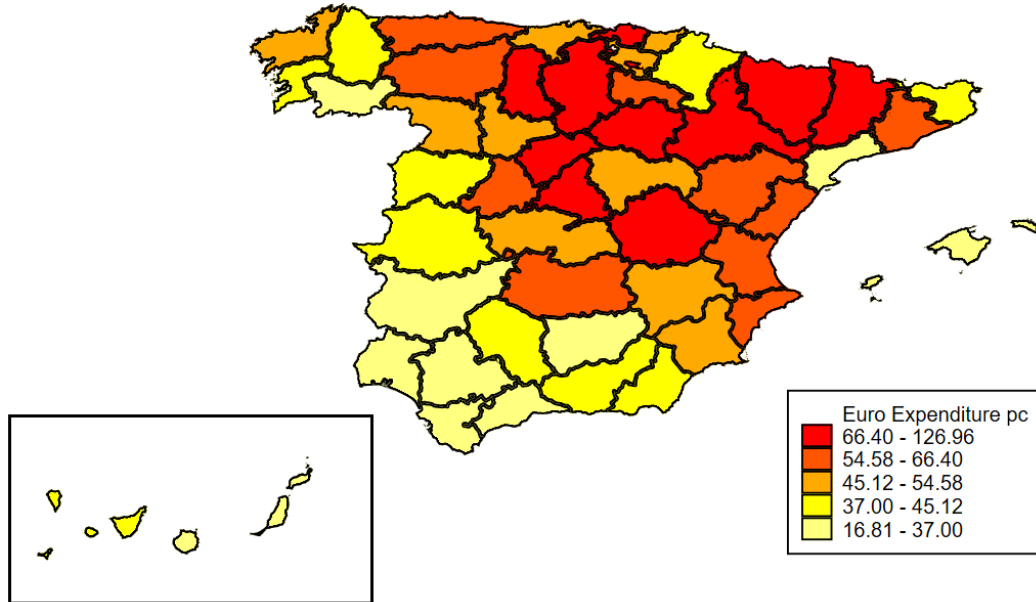 Euro Expenditure pc
66.40 - 126.96
54.58 - 66.40
45.12 - 54.58
37.00 - 45.12
16.81 - 37.00